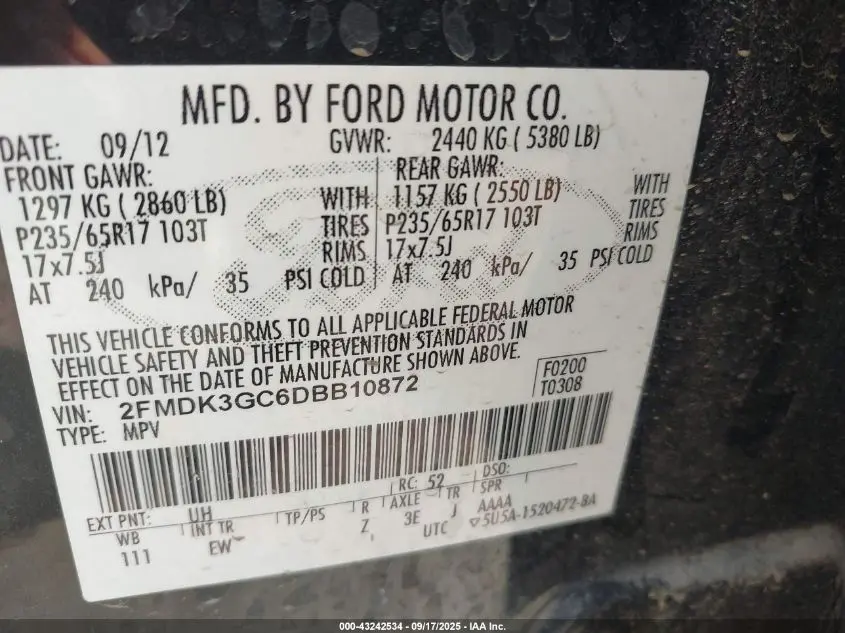 MFD. BY FORD MOTOR CO.
DATE: 09/12 GVWR: 2440 KG ( 5380 LB)
FRONT GAWR: REAR GAWR:
1297 KG ( 2860 LB) WITH 1157 KG ( 2550 LB) WITH
P235/65R17 103T TIRES P235/65R17 103T TIRES
17x7.5J RIMS 17x7.5J RIMS
AT 240 kPa/ 35 PSI COLD AT 240 kPa/ 35 PSI COLD
THIS VEHICLE CONFORMS TO ALL APPLICABLE FEDERAL MOTOR
VEHICLE SAFETY AND THEFT PREVENTION STANDARDS IN
EFFECT ON THE DATE OF MANUFACTURE SHOWN ABOVE.
F0200
VIN: 2FMDK3GC6DBB10872
T0308
TYPE: MPV
RC: 52 DSO:
EXT PNT: UH
WB INT TR TP/PS R AXLE TR SPR
111 EW Z, 3E J AAAA
UTC ▽5U5A-1520472-BA
000-43242534 - 09/17/2025 - IAA Inc.